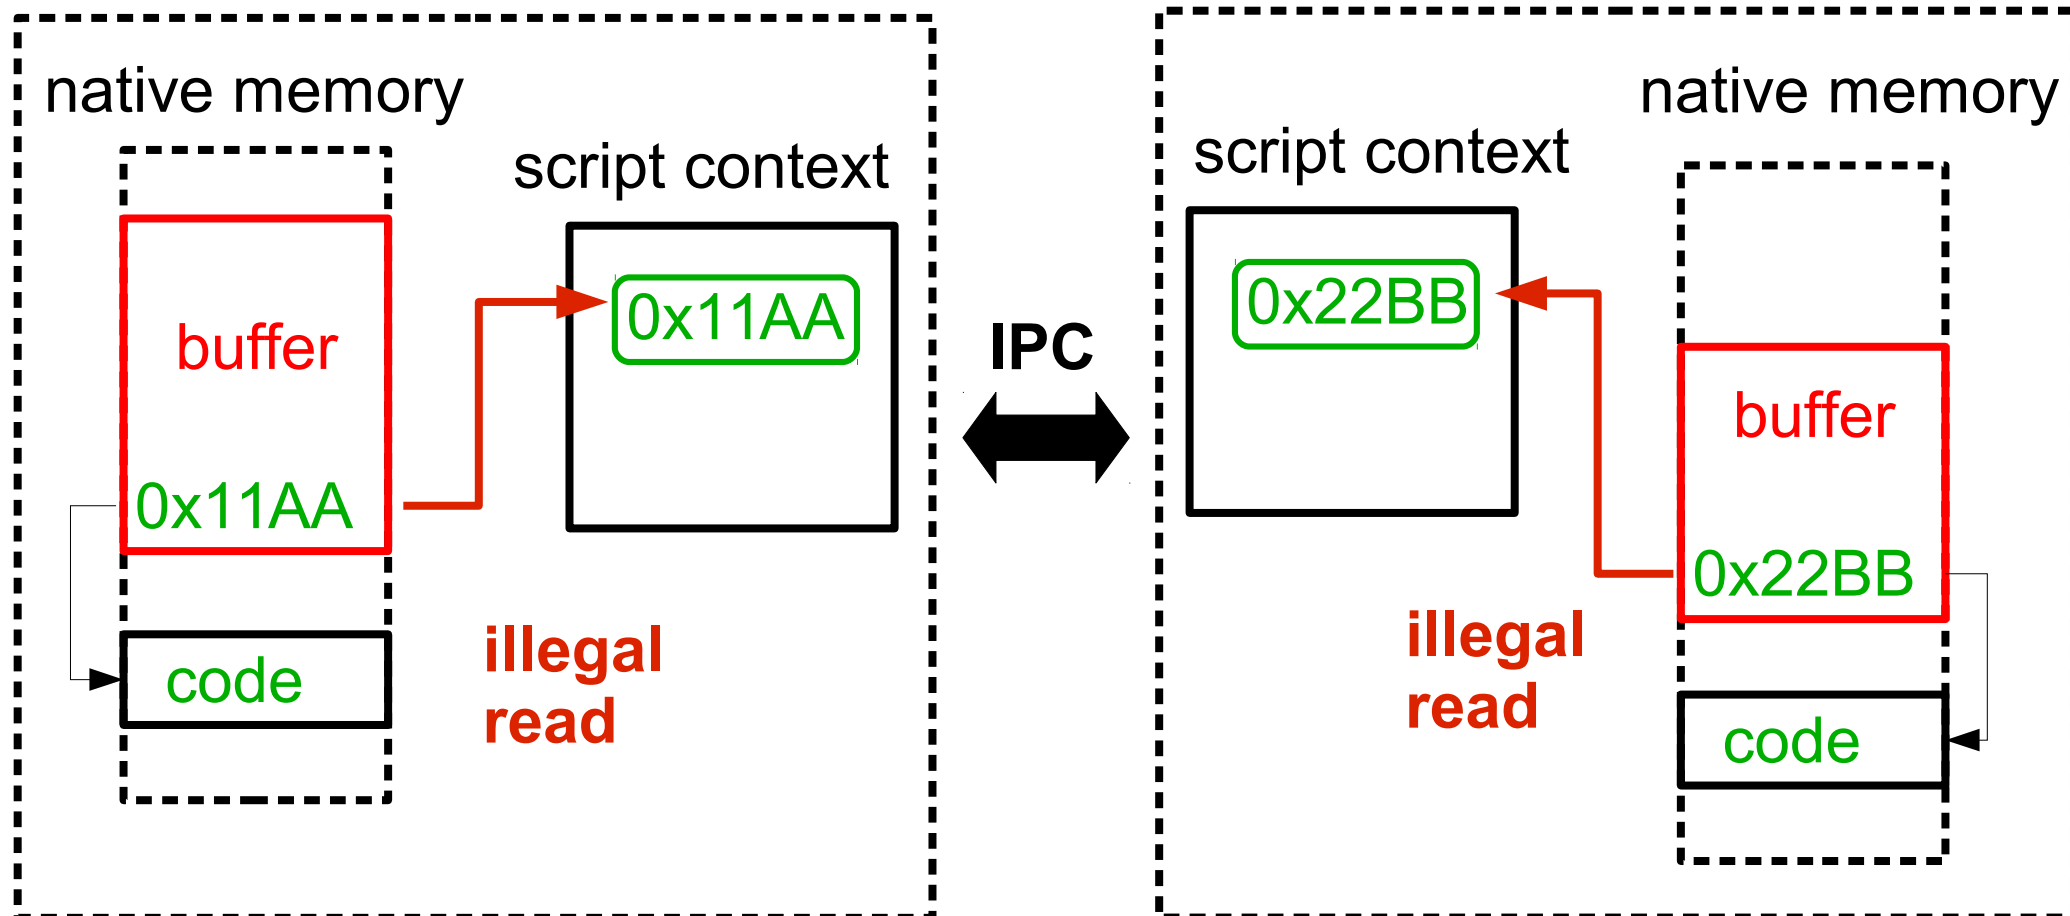 native memory
script context
buffer
0x11AA
0x11AA
code
illegal
read
IPC
native memory
script context
0x22BB
buffer
0x22BB
illegal
read
code